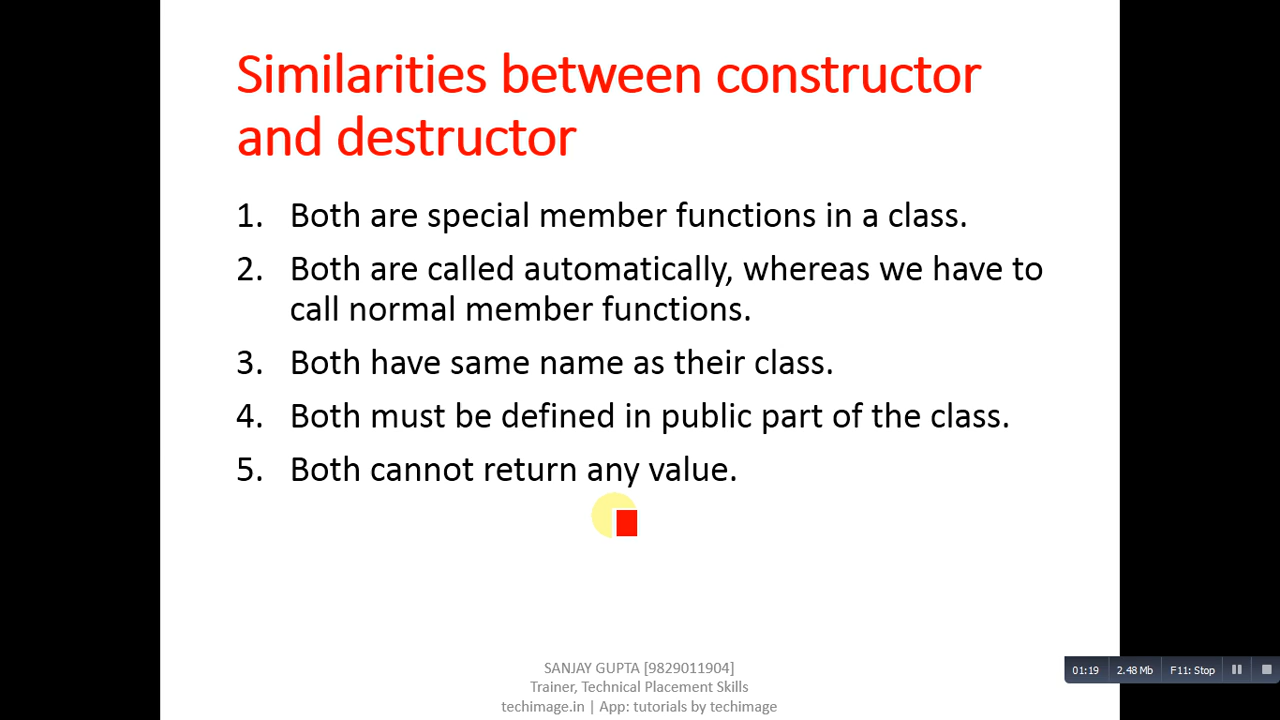 Similarities between constructor
and destructor
1. Both are special member functions in a class.
2. Both are called automatically, whereas we have to
call normal member functions.
3. Both have same name as their class.
4. Both must be defined in public part of the class.
5. Both cannot return any value.
SANJAY GUPTA [9829011904]
Trainer, Technical Placement Skills
techimage.in | App: tutorials by techimage
01:19 2.48 Mb F11: Stop